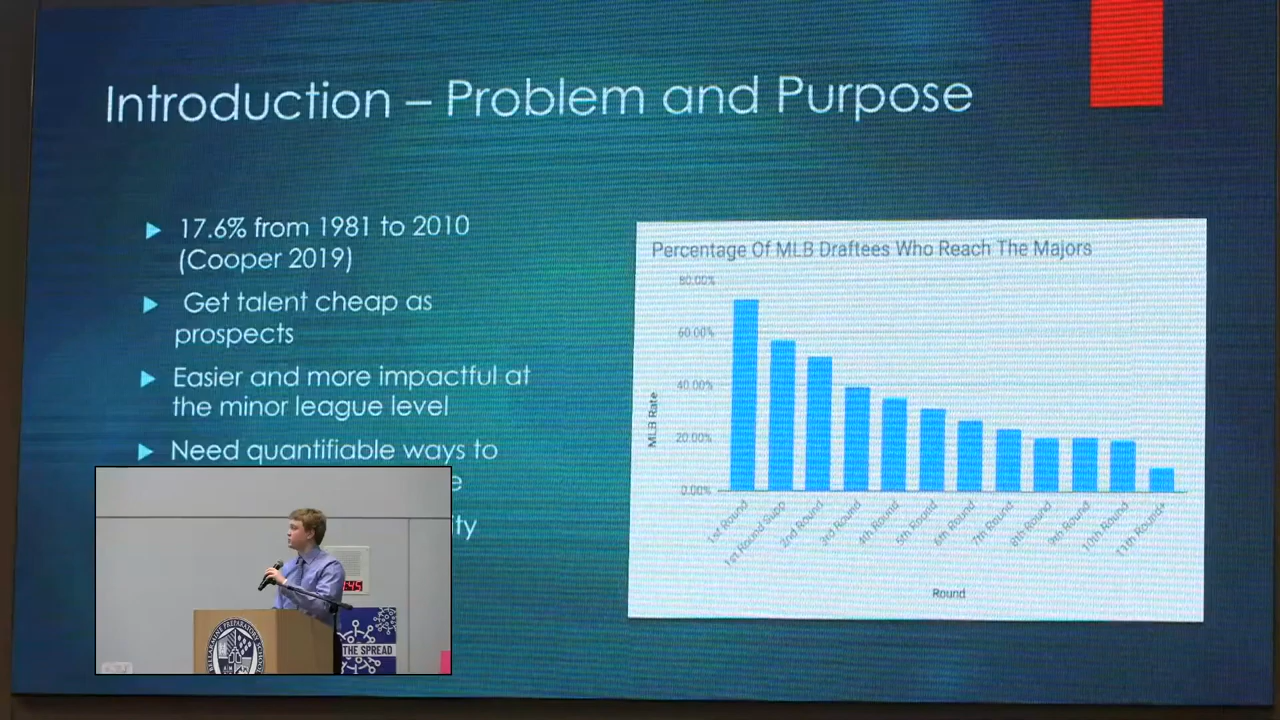 Introduction – Problem and Purpose
17.6% from 1981 to 2010
(Cooper 2019)
Get talent cheap as
prospects
Easier and more impactful at
the minor league level
Need quantifiable ways to
e
ity
Percentage Of MLB Draftees Who Reach The Majors
80.00%
60.00%
40.00%
20.00%
0.00%
MLB Rate
1st Round
1st Round Supp
2nd Round
3rd Round
4th Round
5th Round
6th Round
7th Round
8th Round
9th Round
10th Round
11th Round+
Round
THE SPREAD